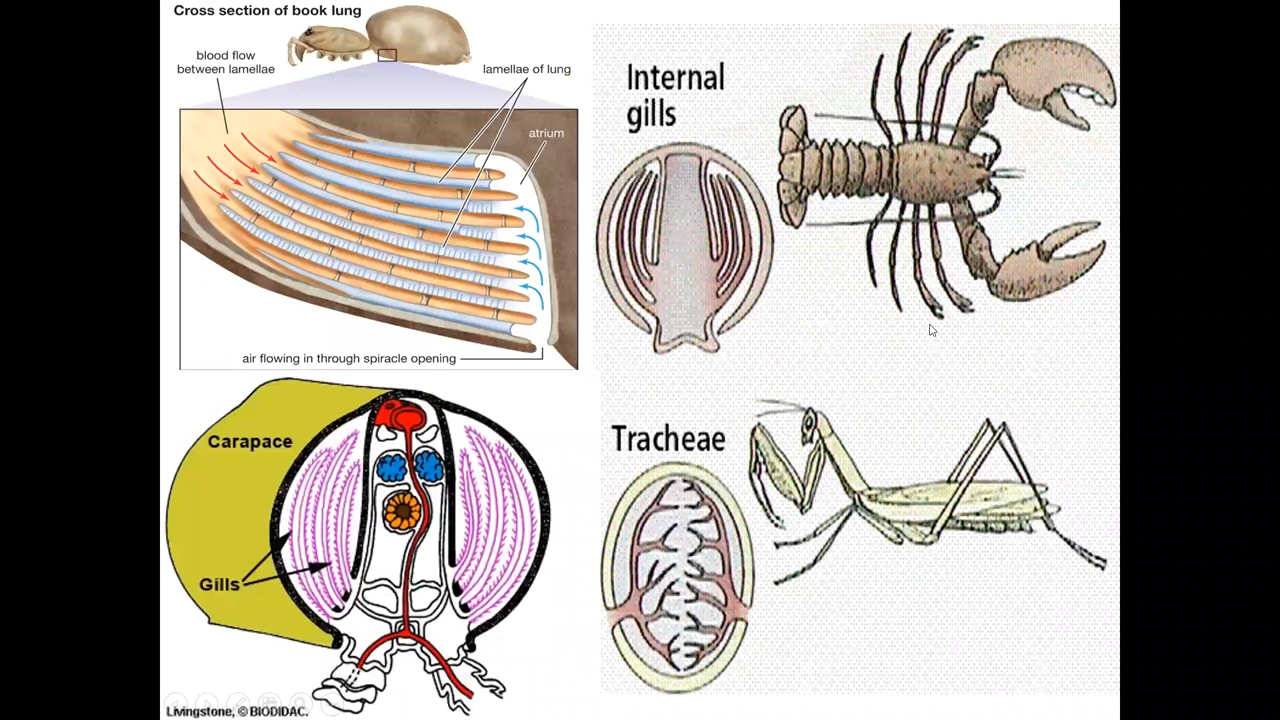 Cross section of book lung
blood flow
between lamellae
lamellae of lung
atrium
air flowing in through spiracle opening
Internal
gills
Carapace
Gills
Livingstone, © BIODIDAC.
Tracheae